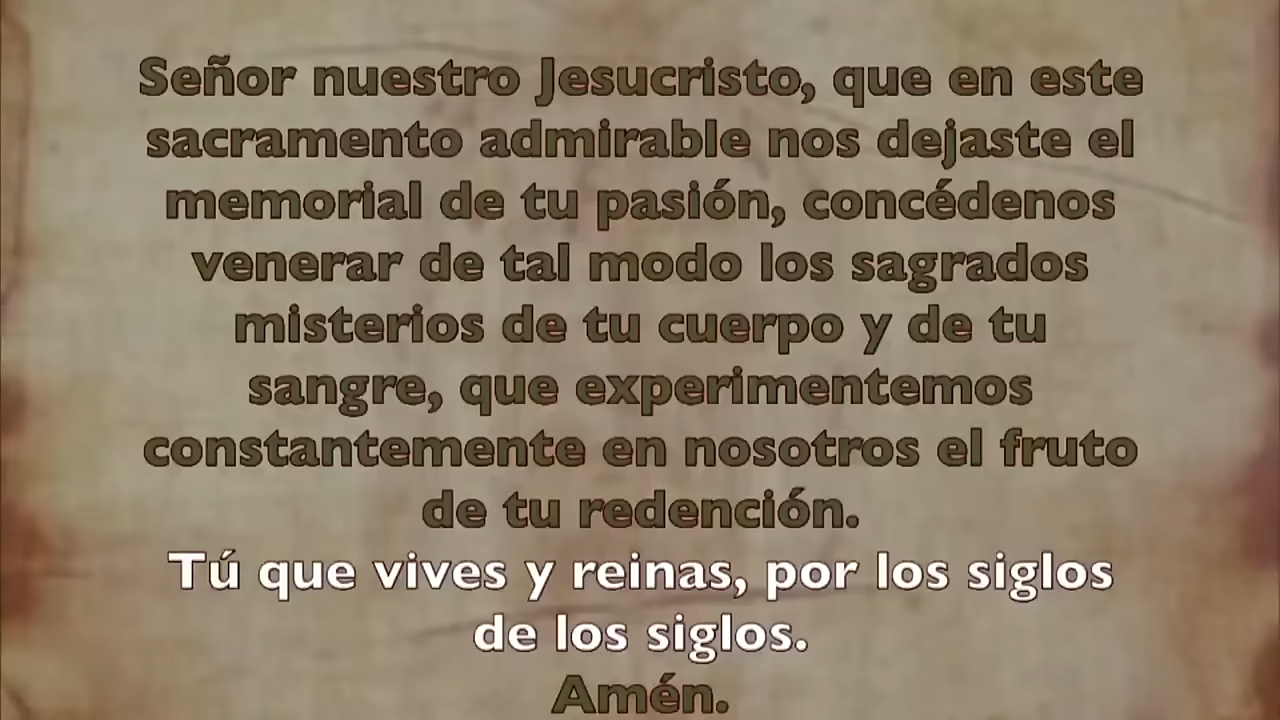 Señor nuestro Jesucristo, que en este
sacramento admirable nos dejaste el
memorial de tu pasión, concédenos
venerar de tal modo los sagrados
misterios de tu cuerpo y de tu
sangre, que experimentemos
constantemente en nosotros el fruto
de tu redención.
Tú que vives y reinas, por los siglos
de los siglos.
Amén.